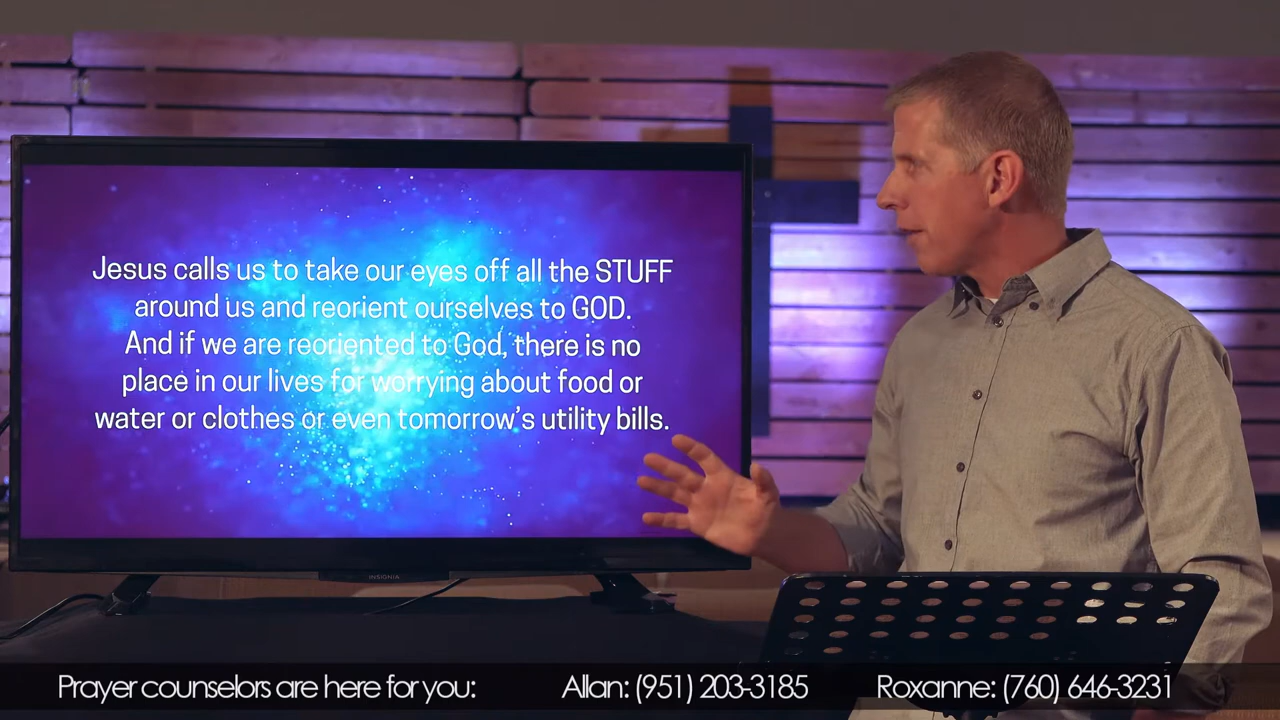 Jesus calls us to take our eyes off all the STUFF
around us and reorient ourselves to GOD.
And if we are reoriented to God, there is no
place in our lives for worrying about food or
water or clothes or even tomorrow's utility bills.
INSIGNIA
Prayer counselors are here for you: Allan: (951) 203-3185 Roxanne: (760) 646-3231